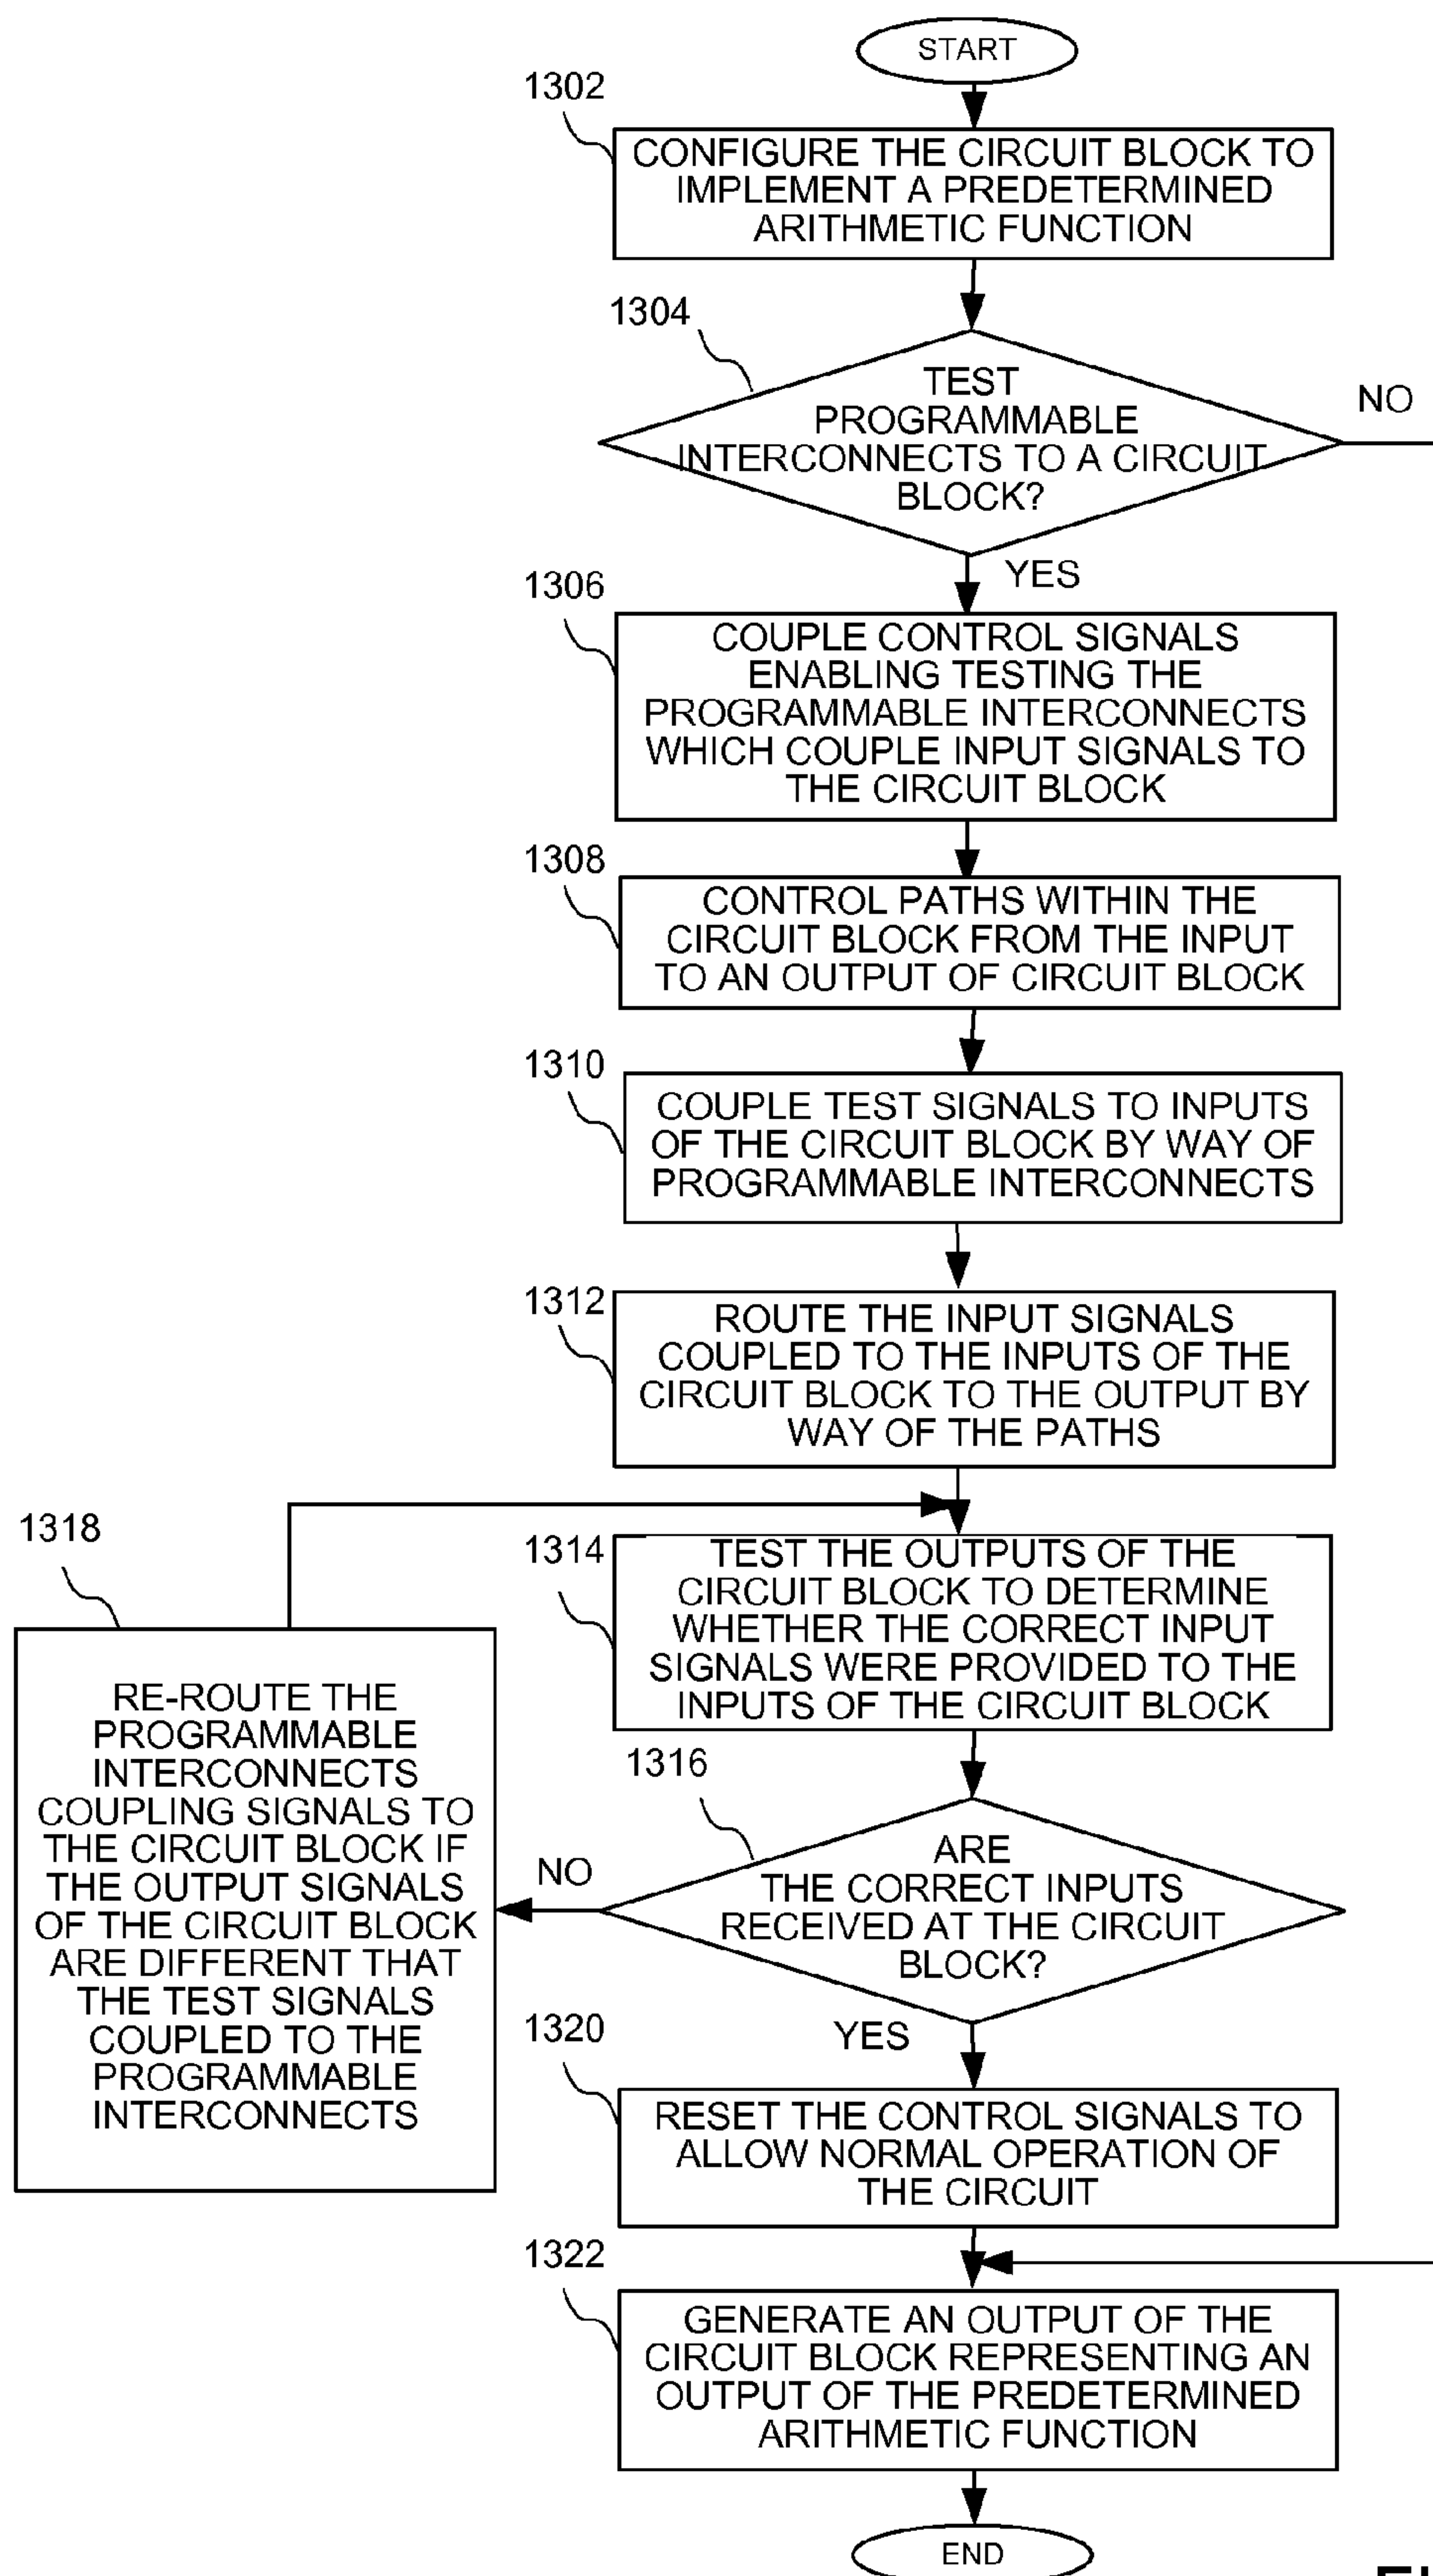 START
1302
CONFIGURE THE CIRCUIT BLOCK TO
IMPLEMENT A PREDETERMINED
ARITHMETIC FUNCTION
1304
TEST
PROGRAMMABLE
INTERCONNECTS TO A CIRCUIT
BLOCK?
NO
YES
1306
COUPLE CONTROL SIGNALS
ENABLING TESTING THE
PROGRAMMABLE INTERCONNECTS
WHICH COUPLE INPUT SIGNALS TO
THE CIRCUIT BLOCK
1308
CONTROL PATHS WITHIN THE
CIRCUIT BLOCK FROM THE INPUT
TO AN OUTPUT OF CIRCUIT BLOCK
1310
COUPLE TEST SIGNALS TO INPUTS
OF THE CIRCUIT BLOCK BY WAY OF
PROGRAMMABLE INTERCONNECTS
1312
ROUTE THE INPUT SIGNALS
COUPLED TO THE INPUTS OF THE
CIRCUIT BLOCK TO THE OUTPUT BY
WAY OF THE PATHS
1314
TEST THE OUTPUTS OF THE
CIRCUIT BLOCK TO DETERMINE
WHETHER THE CORRECT INPUT
SIGNALS WERE PROVIDED TO THE
INPUTS OF THE CIRCUIT BLOCK
1316
ARE
THE CORRECT INPUTS
RECEIVED AT THE CIRCUIT
BLOCK?
NO
YES
1318
RE-ROUTE THE
PROGRAMMABLE
INTERCONNECTS
COUPLING SIGNALS TO
THE CIRCUIT BLOCK IF
THE OUTPUT SIGNALS
OF THE CIRCUIT BLOCK
ARE DIFFERENT THAT
THE TEST SIGNALS
COUPLED TO THE
PROGRAMMABLE
INTERCONNECTS
1320
RESET THE CONTROL SIGNALS TO
ALLOW NORMAL OPERATION OF
THE CIRCUIT
1322
GENERATE AN OUTPUT OF THE
CIRCUIT BLOCK REPRESENTING AN
OUTPUT OF THE PREDETERMINED
ARITHMETIC FUNCTION
END